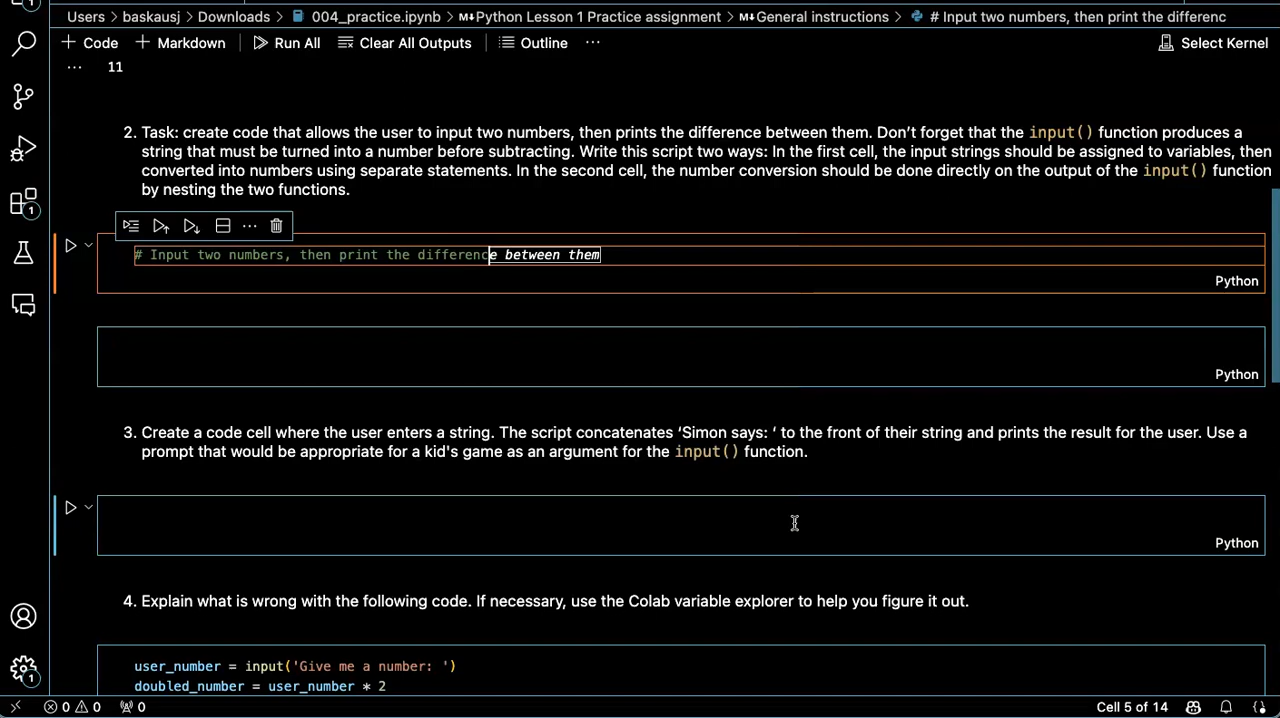 Users > baskausj > Downloads > 004_practice.ipynb > M↓Python Lesson 1 Practice assignment > M↓General instructions > # Input two numbers, then print the differenc
+ Code + Markdown Run All Clear All Outputs Outline ... Select Kernel
... 11
2. Task: create code that allows the user to input two numbers, then prints the difference between them. Don’t forget that the input() function produces a
string that must be turned into a number before subtracting. Write this script two ways: In the first cell, the input strings should be assigned to variables, then
converted into numbers using separate statements. In the second cell, the number conversion should be done directly on the output of the input() function
by nesting the two functions.
# Input two numbers, then print the difference between them
Python
Python
3. Create a code cell where the user enters a string. The script concatenates ‘Simon says: ‘ to the front of their string and prints the result for the user. Use a
prompt that would be appropriate for a kid's game as an argument for the input() function.
Python
4. Explain what is wrong with the following code. If necessary, use the Colab variable explorer to help you figure it out.
user_number = input('Give me a number: ')
doubled_number = user_number * 2
1
1
0 0 0 Cell 5 of 14